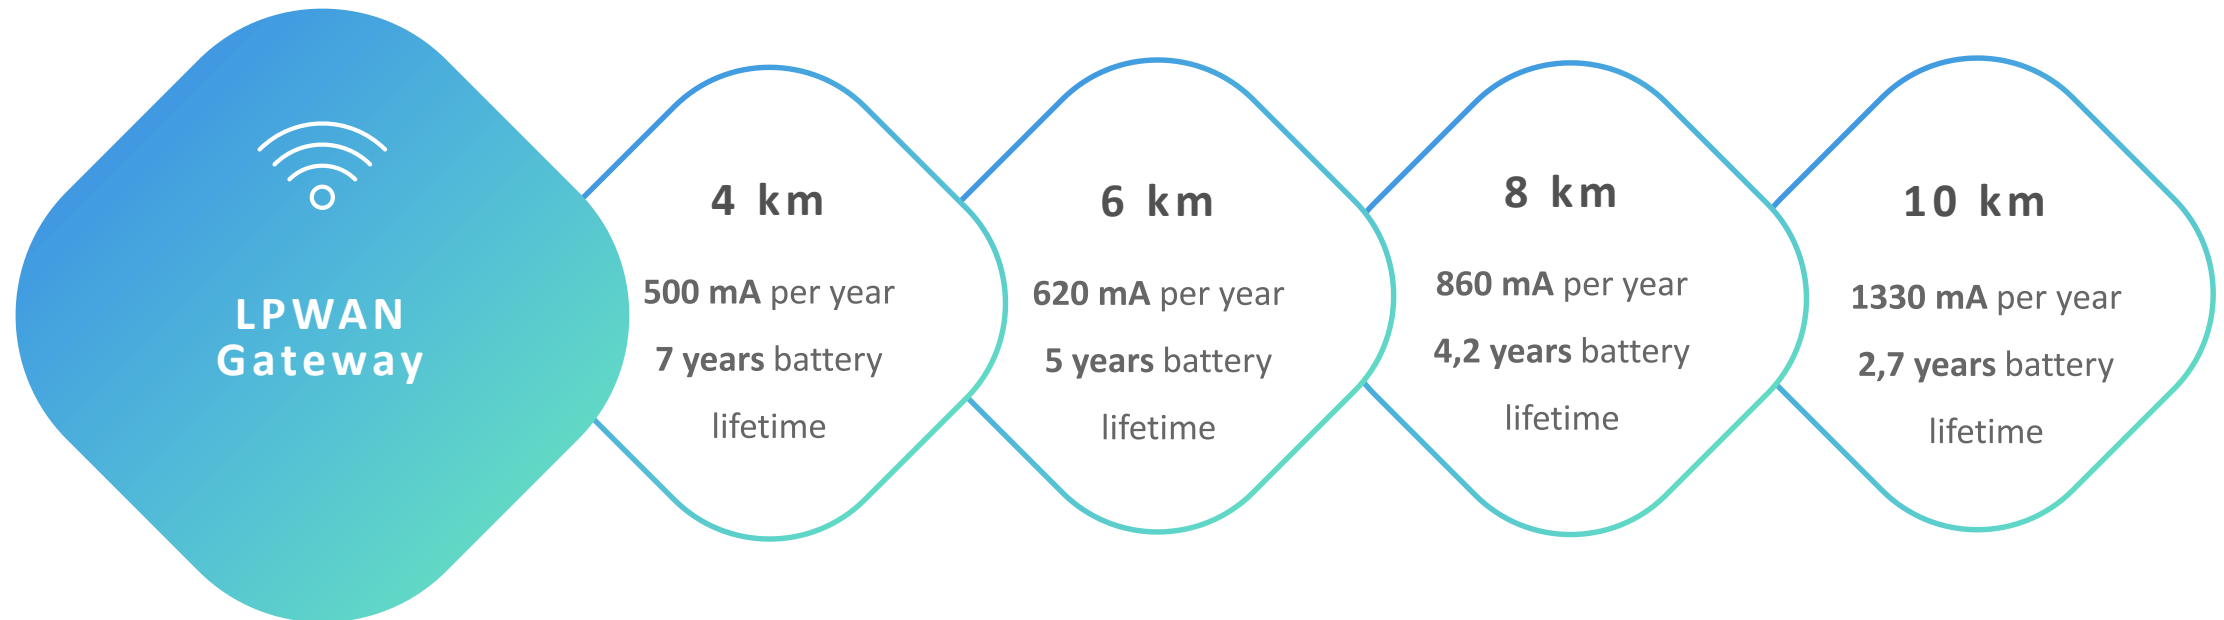 LPWAN
Gateway
4 km
500 mA per year
7 years battery
lifetime
6 km
620 mA per year
5 years battery
lifetime
8 km
860 mA per year
4,2 years battery
lifetime
10 km
1330 mA per year
2,7 years battery
lifetime